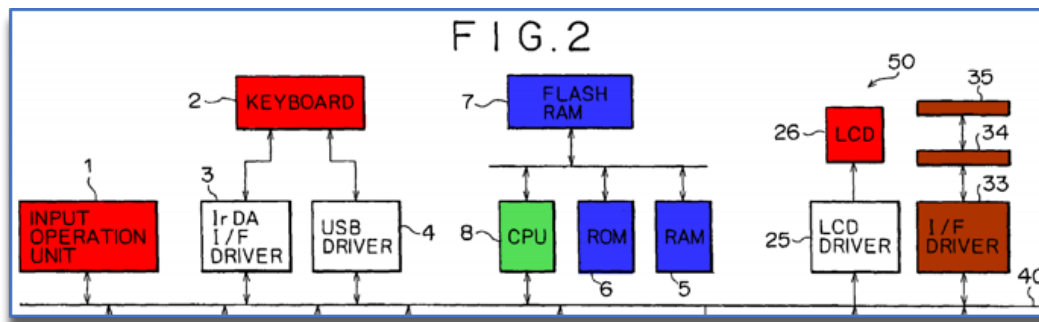 FIG.2
50
35
2
KEYBOARD
7
FLASH
RAM
26
LCD
34
1
3
33
INPUT
OPERATION
UNIT
IrDA
I/F
DRIVER
USB
DRIVER
4
8
CPU
ROM
RAM
25
LCD
DRIVER
I/F
DRIVER
6
5
40